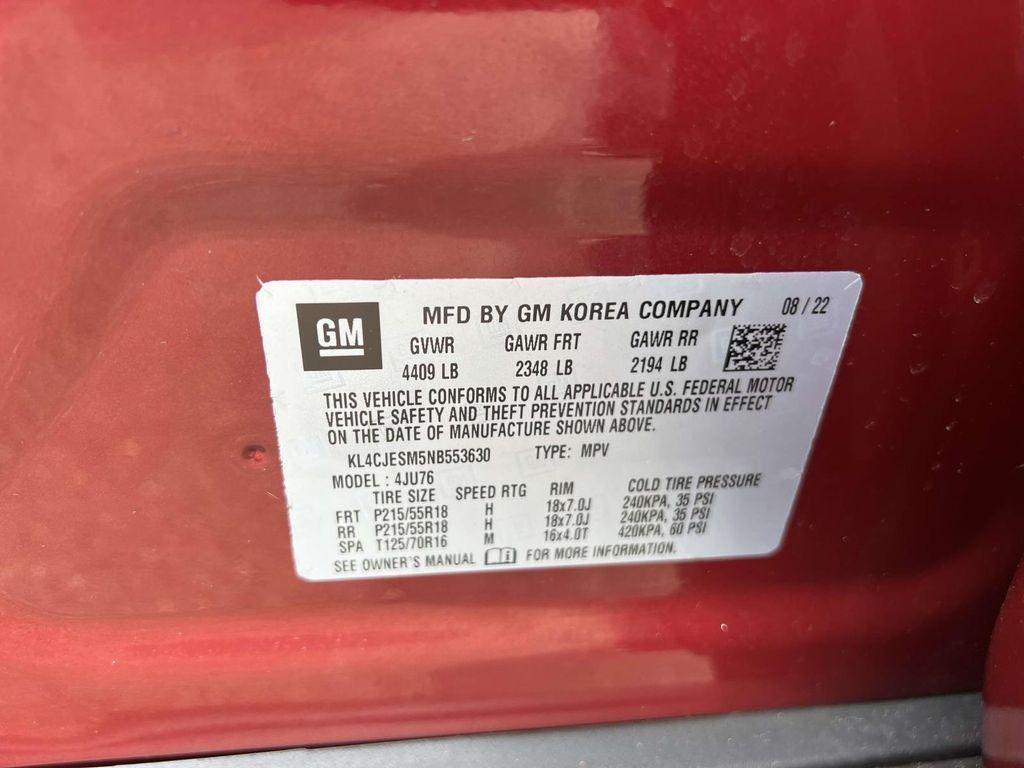 GM
MFD BY GM KOREA COMPANY 08 / 22
GVWR GAWR FRT GAWR RR
4409 LB 2348 LB 2194 LB
THIS VEHICLE CONFORMS TO ALL APPLICABLE U.S. FEDERAL MOTOR
VEHICLE SAFETY AND THEFT PREVENTION STANDARDS IN EFFECT
ON THE DATE OF MANUFACTURE SHOWN ABOVE.
KL4CJESM5NB553630 TYPE: MPV
MODEL : 4JU76
TIRE SIZE SPEED RTG RIM COLD TIRE PRESSURE
FRT P215/55R18 H 18x7.0J 240KPA, 35 PSI
RR P215/55R18 H 18x7.0J 240KPA, 35 PSI
SPA T125/70R16 M 16x4.0T 420KPA, 60 PSI
SEE OWNER'S MANUAL i FOR MORE INFORMATION.